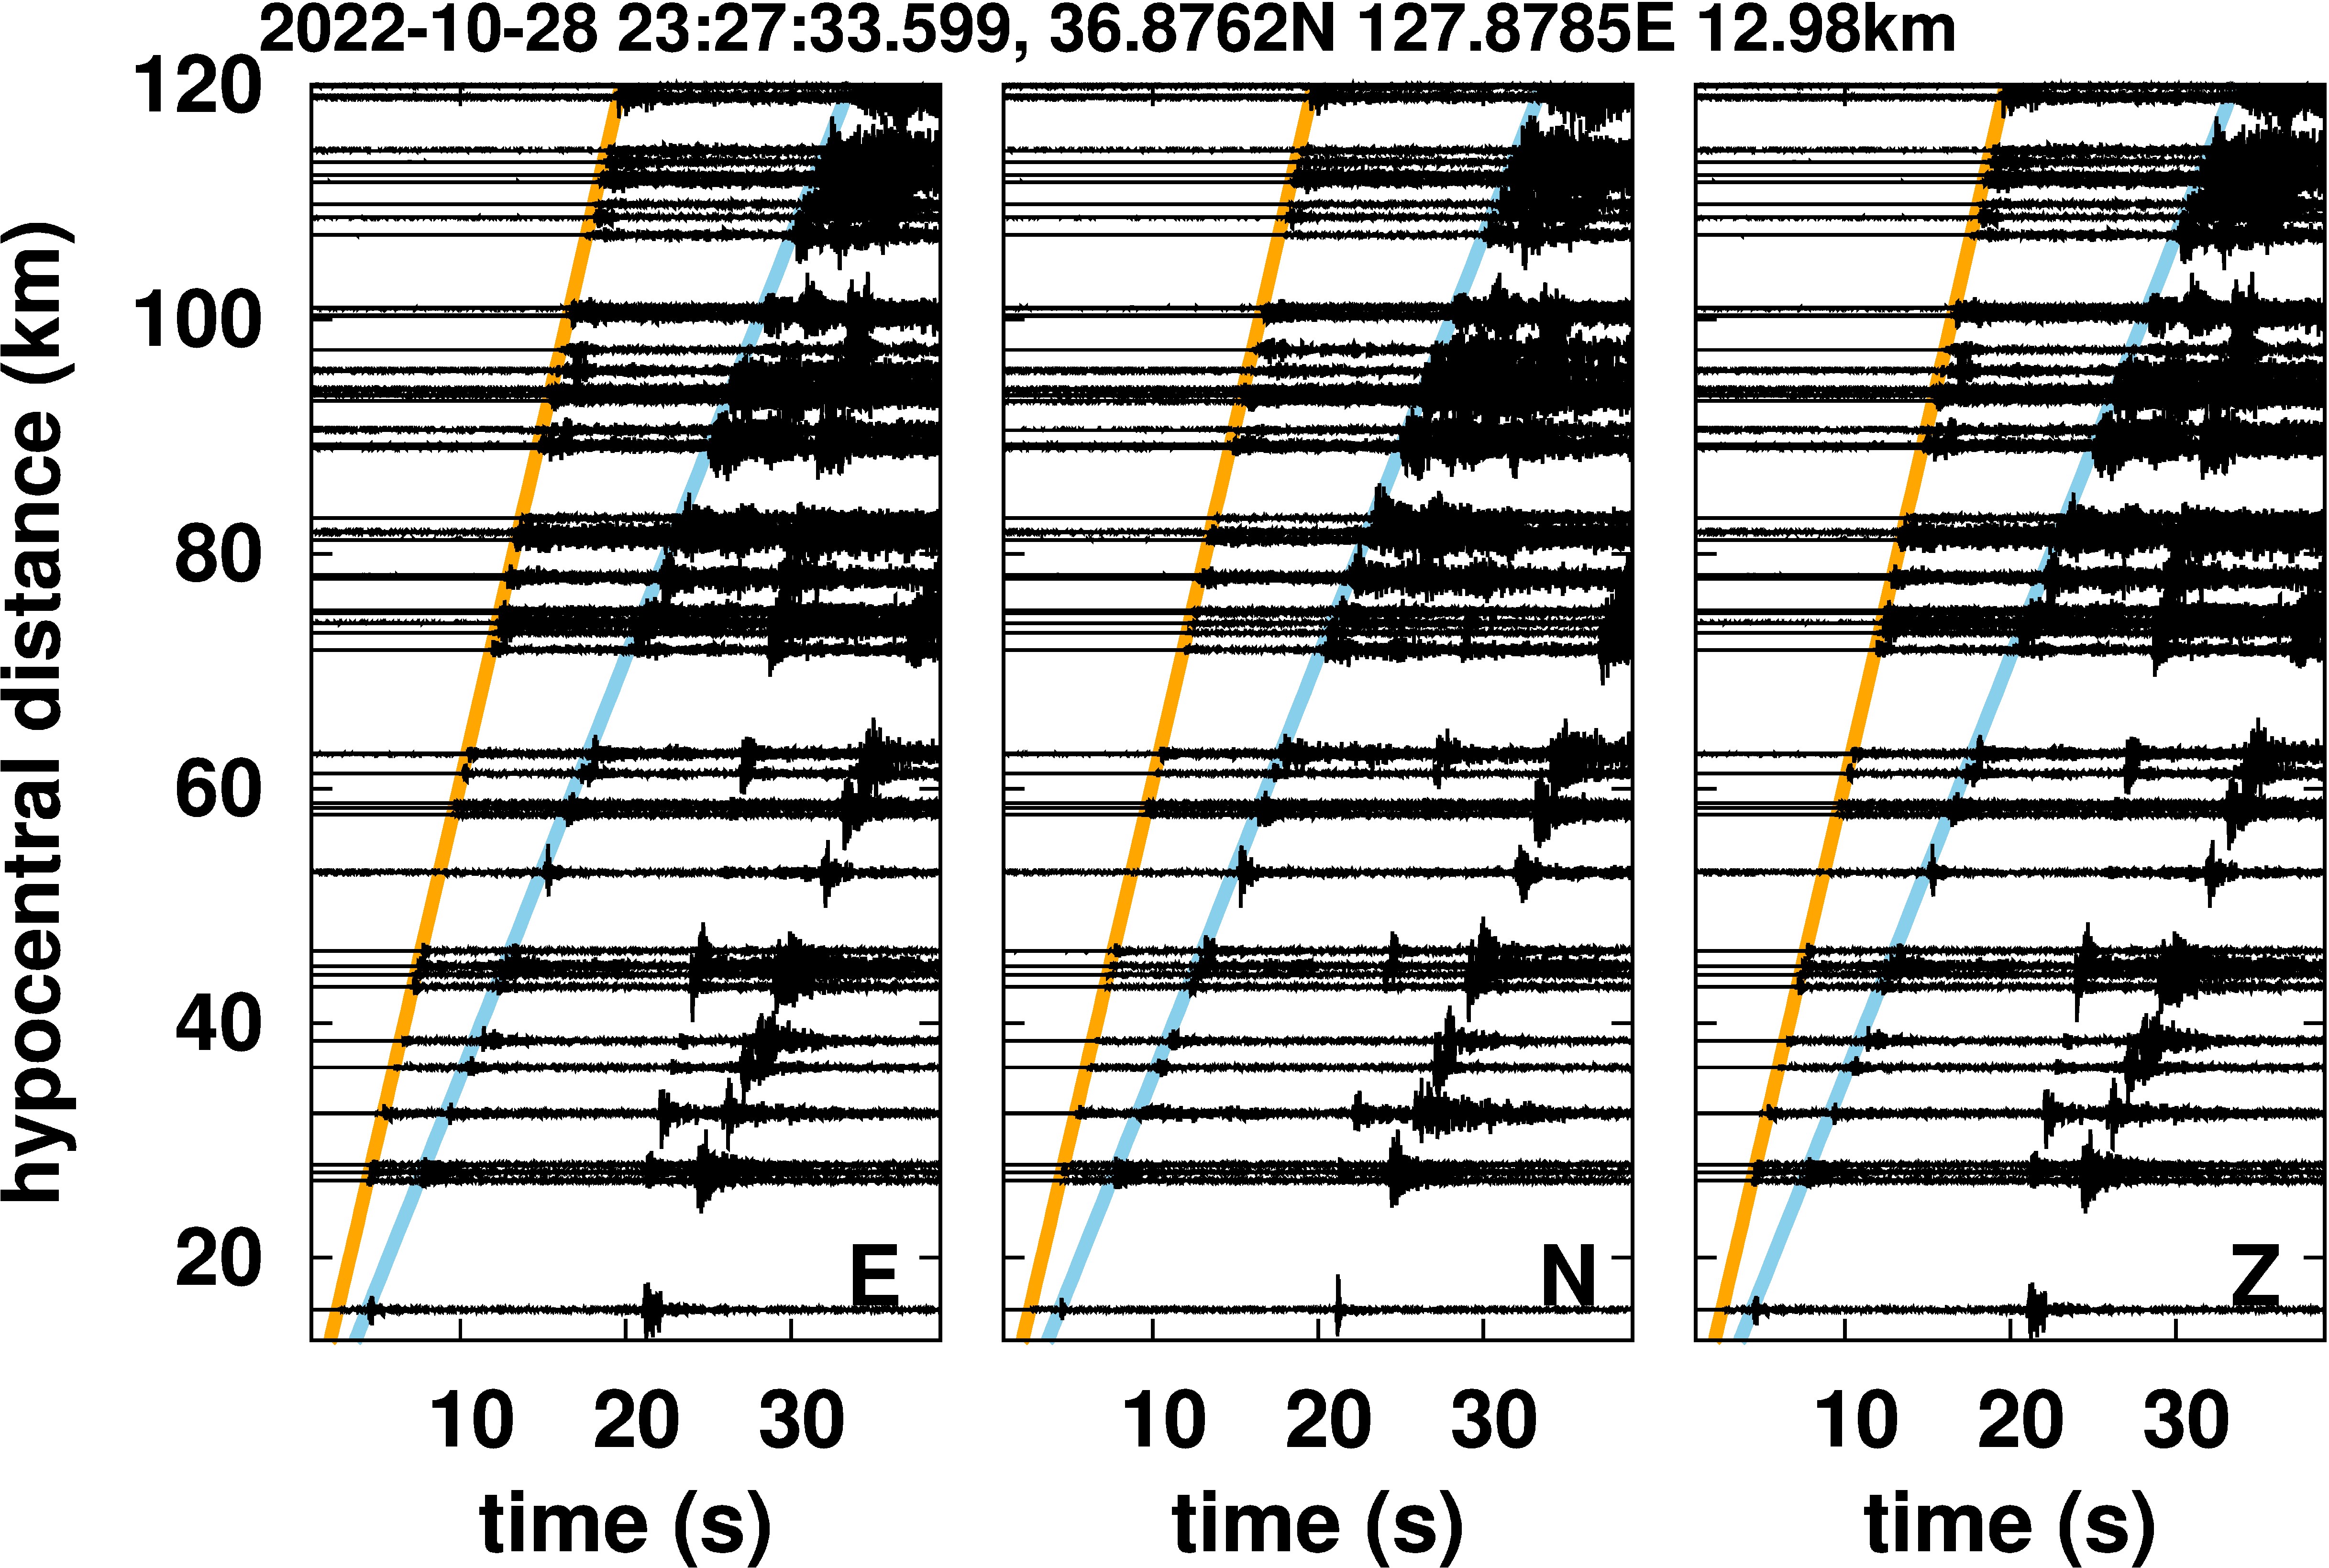 2022-10-28 23:27:33.599, 36.8762N 127.8785E 12.98km
hypocentral distance (km)
120
100
80
60
40
20
E
N
Z
10 20 30
10 20 30
10 20 30
time (s)
time (s)
time (s)